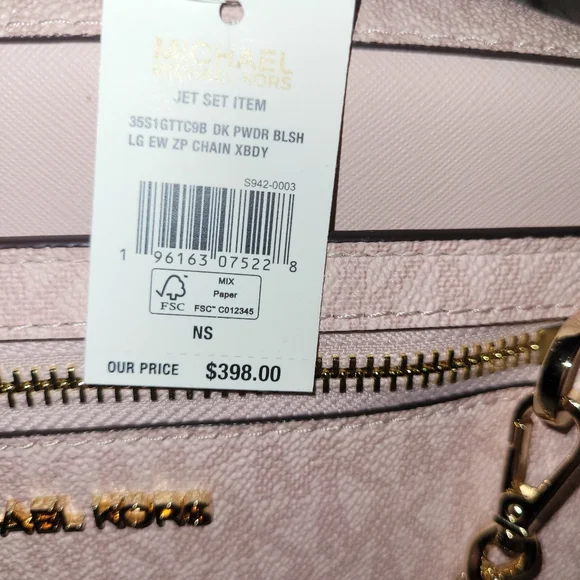 MICHAEL
MICHAEL KORS
JET SET ITEM
35S1GTTC9B DK PWDR BLSH
LG EW ZP CHAIN XBDY
S942-0003
1 96163 07522 8
FSC
MIX
Paper
FSC™ C012345
NS
OUR PRICE $398.00
AEL KORS